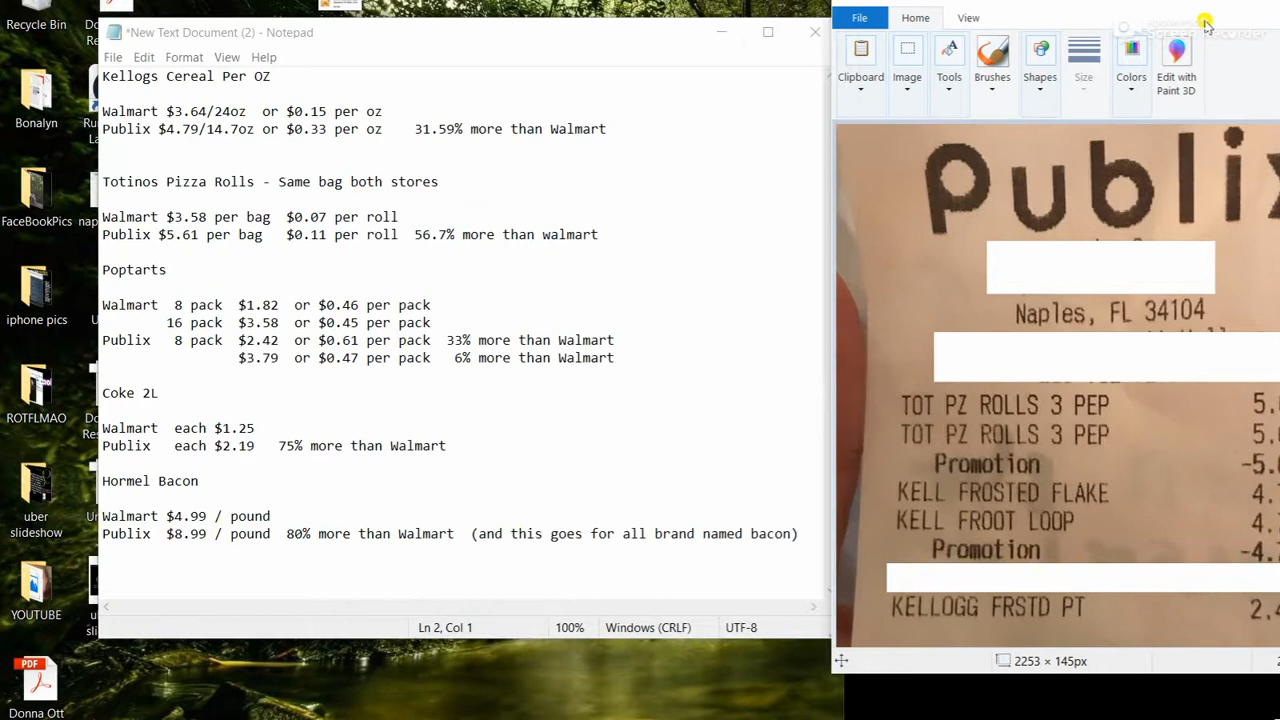 Recycle Bin
Bonalyn
FaceBookPics
iphone pics
ROTFLMAO
uber
slideshow
YOUTUBE
PDF
Donna Ott
*New Text Document (2) - Notepad
File Edit Format View Help
Kellogs Cereal Per OZ
Walmart $3.64/24oz or $0.15 per oz
Publix $4.79/14.7oz or $0.33 per oz 31.59% more than Walmart
Totinos Pizza Rolls - Same bag both stores
Walmart $3.58 per bag $0.07 per roll
Publix $5.61 per bag $0.11 per roll 56.7% more than walmart
Poptarts
Walmart 8 pack $1.82 or $0.46 per pack
16 pack $3.58 or $0.45 per pack
Publix 8 pack $2.42 or $0.61 per pack 33% more than Walmart
$3.79 or $0.47 per pack 6% more than Walmart
Coke 2L
Walmart each $1.25
Publix each $2.19 75% more than Walmart
Hormel Bacon
Walmart $4.99 / pound
Publix $8.99 / pound 80% more than Walmart (and this goes for all brand named bacon)
Ln 2, Col 1 100% Windows (CRLF) UTF-8
File Home View
Screen Recorder
Clipboard Image Tools Brushes Shapes Size Colors Edit with
Paint 3D
Publix
Naples, FL 34104
TOT PZ ROLLS 3 PEP 5.
TOT PZ ROLLS 3 PEP 5.
Promotion -5.
KELL FROSTED FLAKE 4.
KELL FROOT LOOP 4.
Promotion -4.
KELLOGG FRSTD PT 2.
2253 × 145px